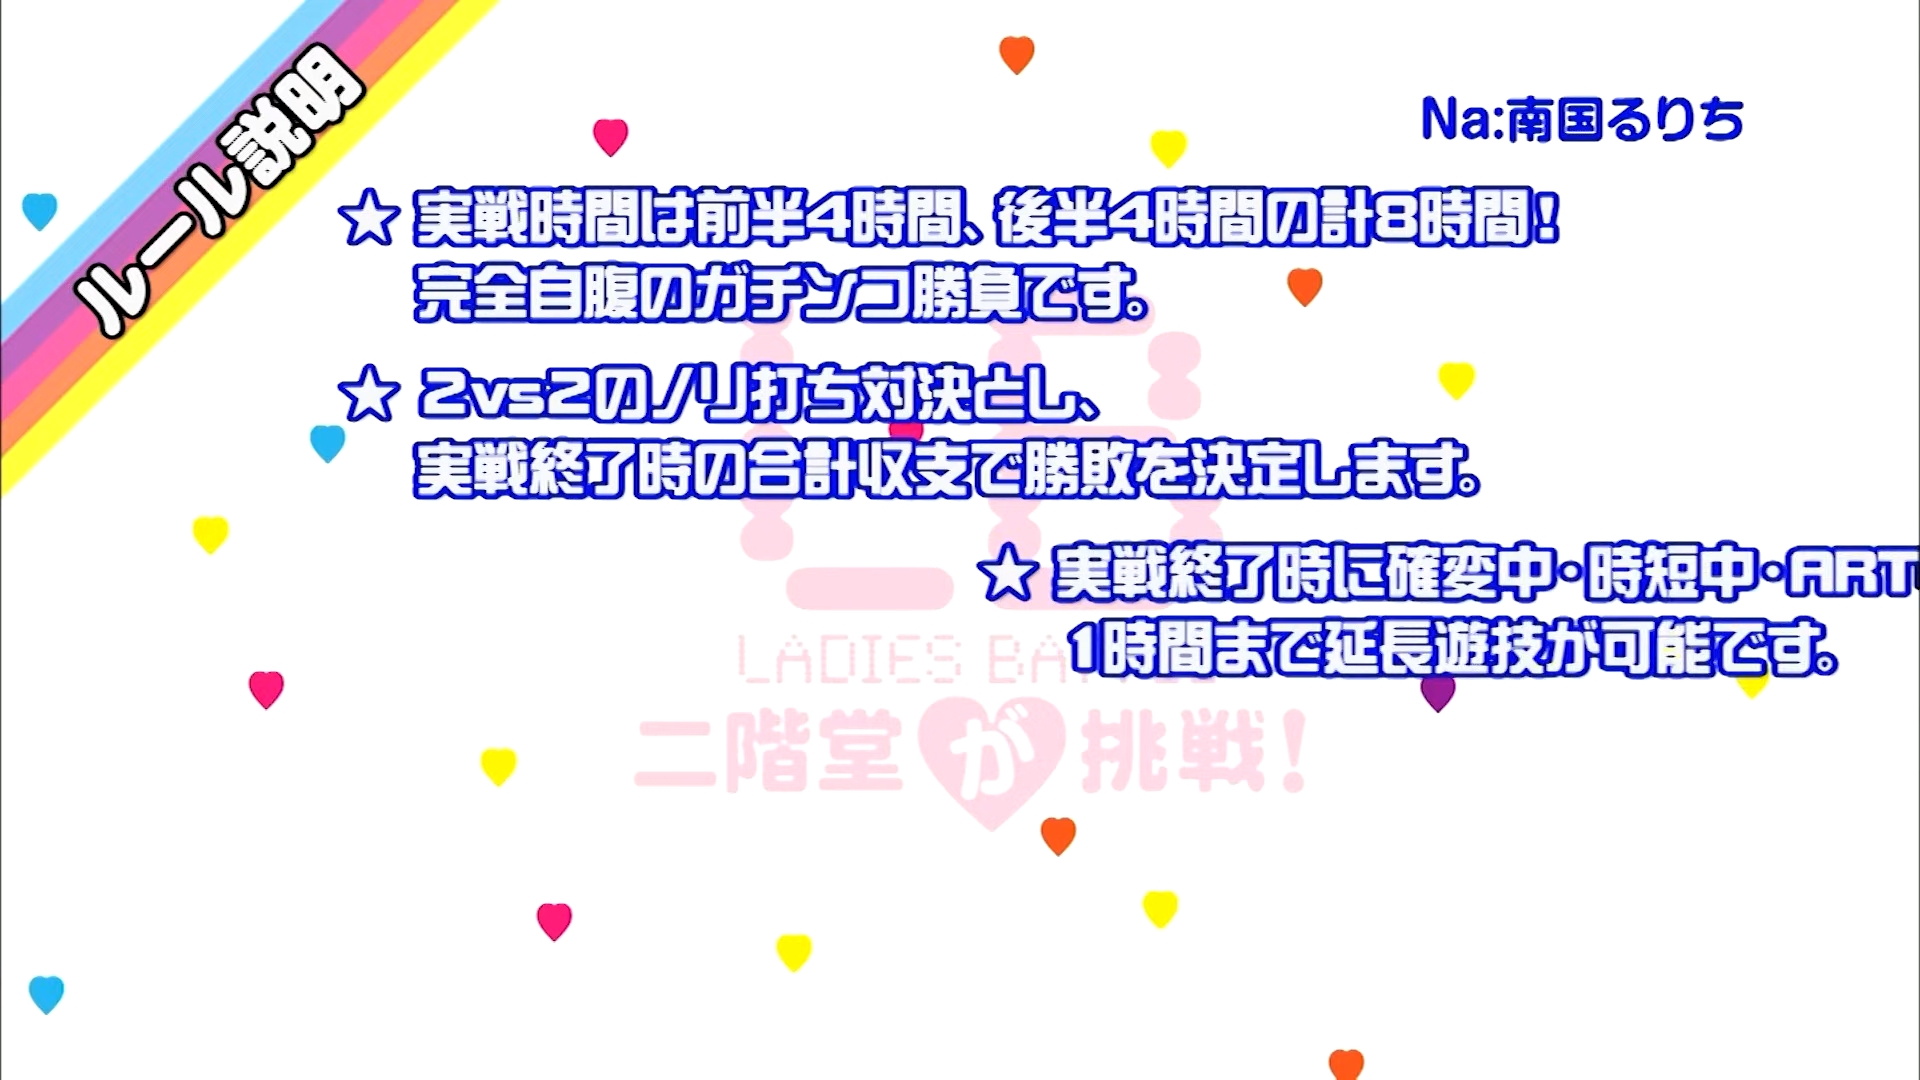 ルール説明
Na:南国るりち
★ 実戦時間は前半4時間、後半4時間の計8時間！
完全自腹のガチンコ勝負です。
★ 2vs2のノリ打ち対決とし、
実戦終了時の合計収支で勝敗を決定します。
★ 実戦終了時に確変中・時短中・ART
1時間まで延長遊技が可能です。
LADIES BA
二階堂が挑戦！